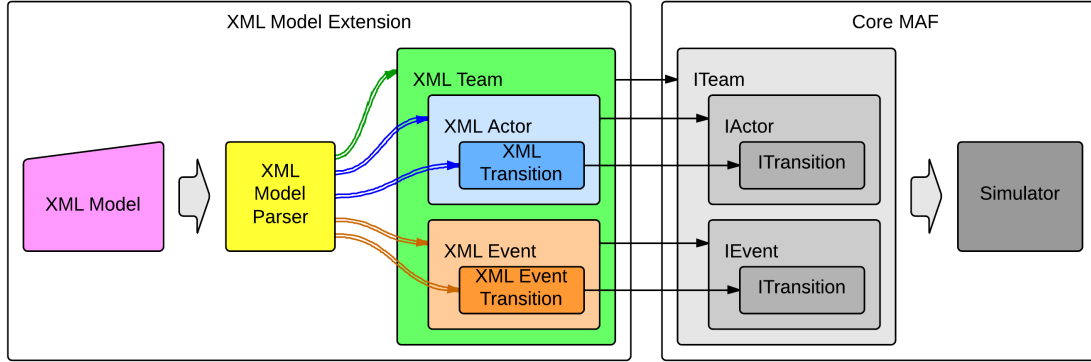 XML Model Extension
Core MAF
XML Team
ITeam
XML Actor
IActor
XML
Transition
ITransition
XML Model
XML
Model
Parser
Simulator
XML Event
IEvent
XML Event
Transition
ITransition